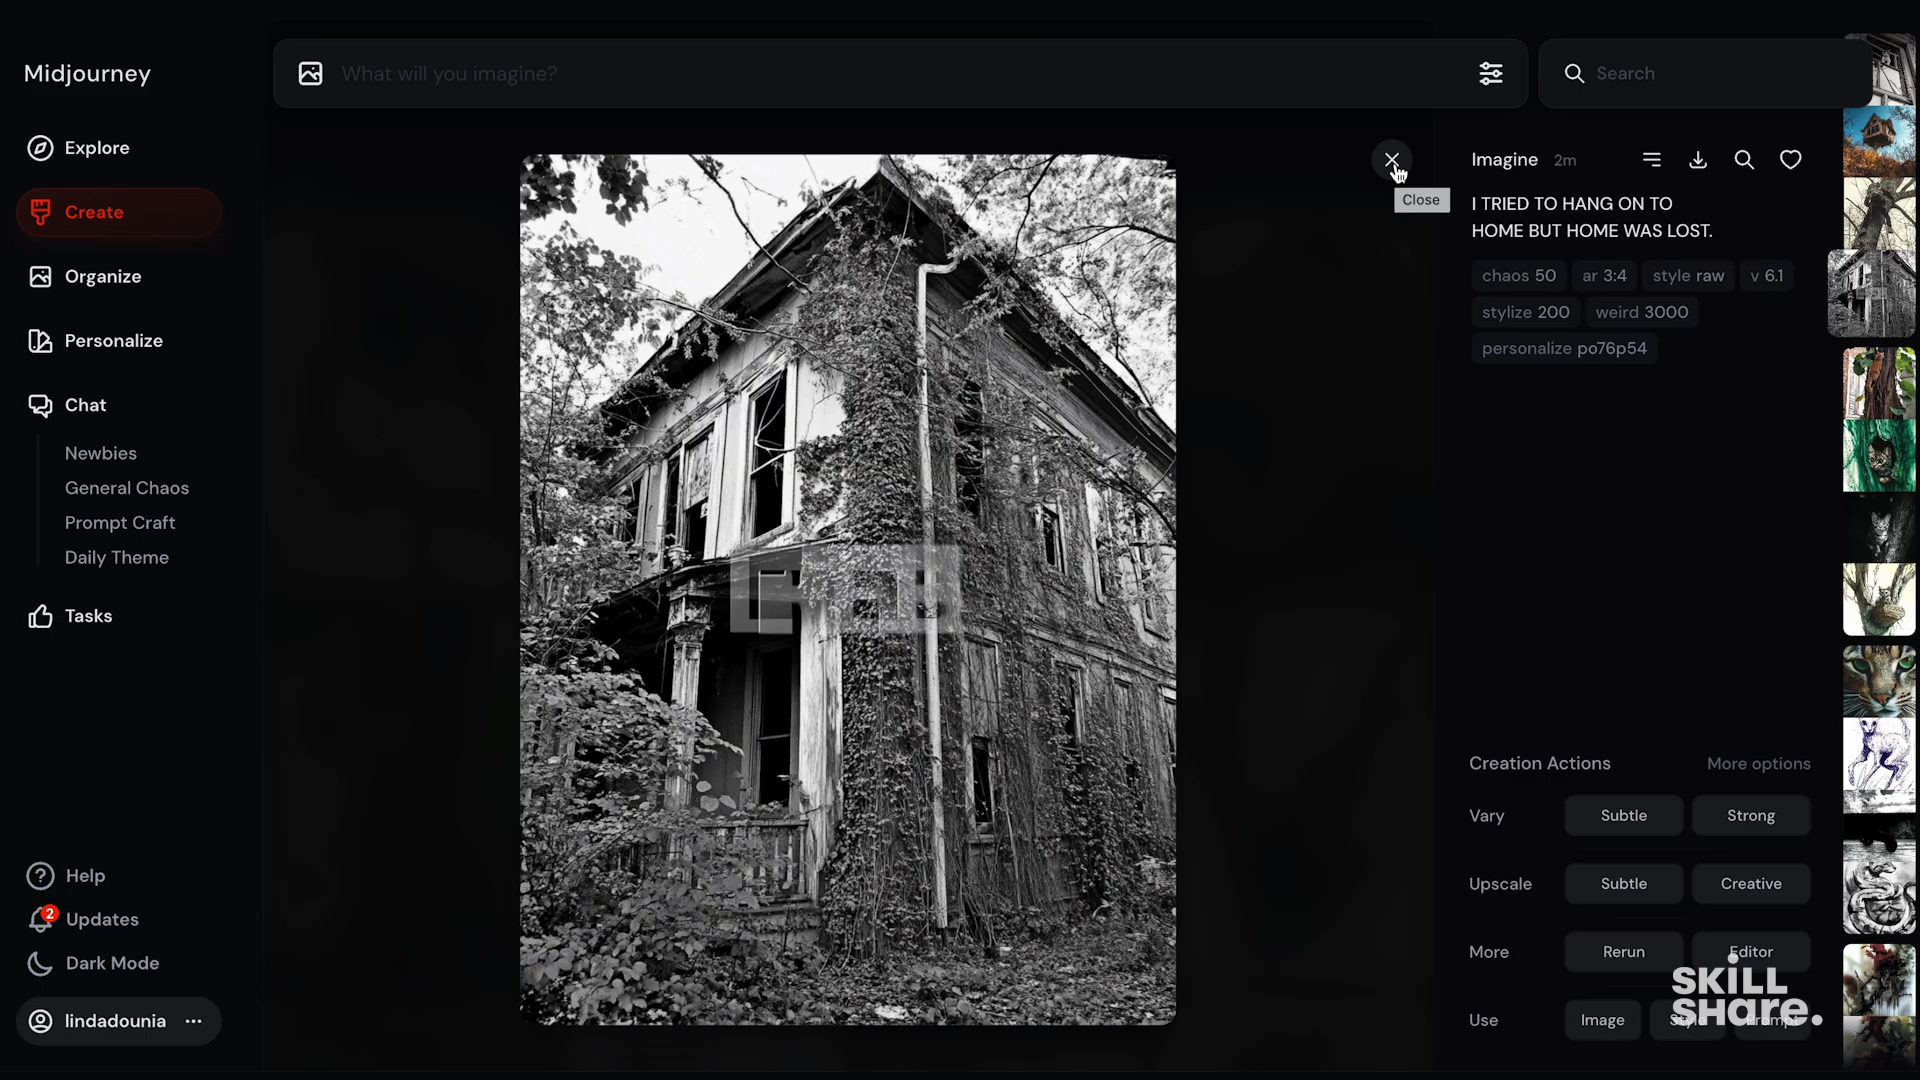 Midjourney
What will you imagine?
Search
Explore
Create
Organize
Personalize
Chat
Newbies
General Chaos
Prompt Craft
Daily Theme
Tasks
Help
2
Updates
Dark Mode
lindadounia
Close
Imagine 2m
I TRIED TO HANG ON TO
HOME BUT HOME WAS LOST.
chaos 50 ar 3:4 style raw v 6.1
stylize 200 weird 3000
personalize po76p54
Creation Actions More options
Vary Subtle Strong
Upscale Subtle Creative
More Rerun Editor
Use Image Style Prompt
SKILL
SHaRe.